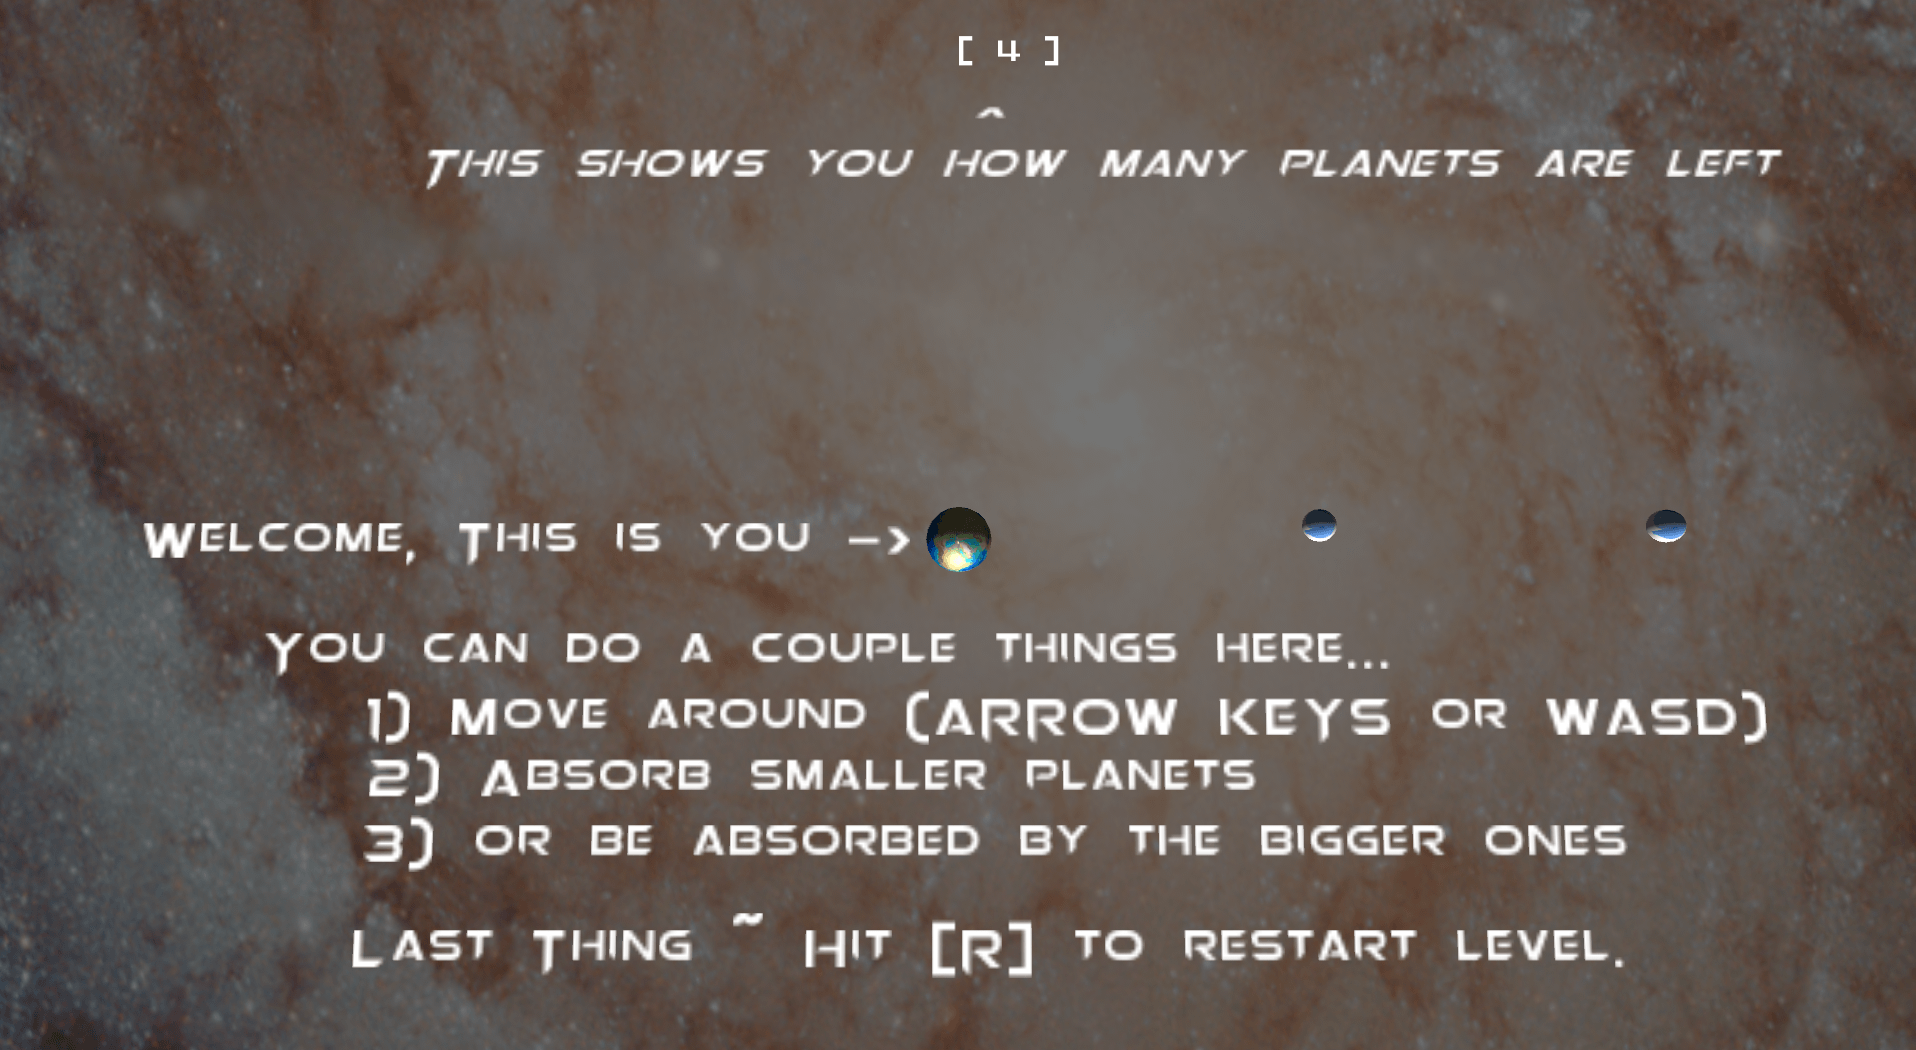 [ 4 ]
^
This shows you how many planets are left
Welcome, This is you ->
You can do a couple things here...
1) Move around (ARROW KEYS or WASD)
2) Absorb smaller planets
3) or be absorbed by the bigger ones
Last Thing ~ Hit [R] to restart level.